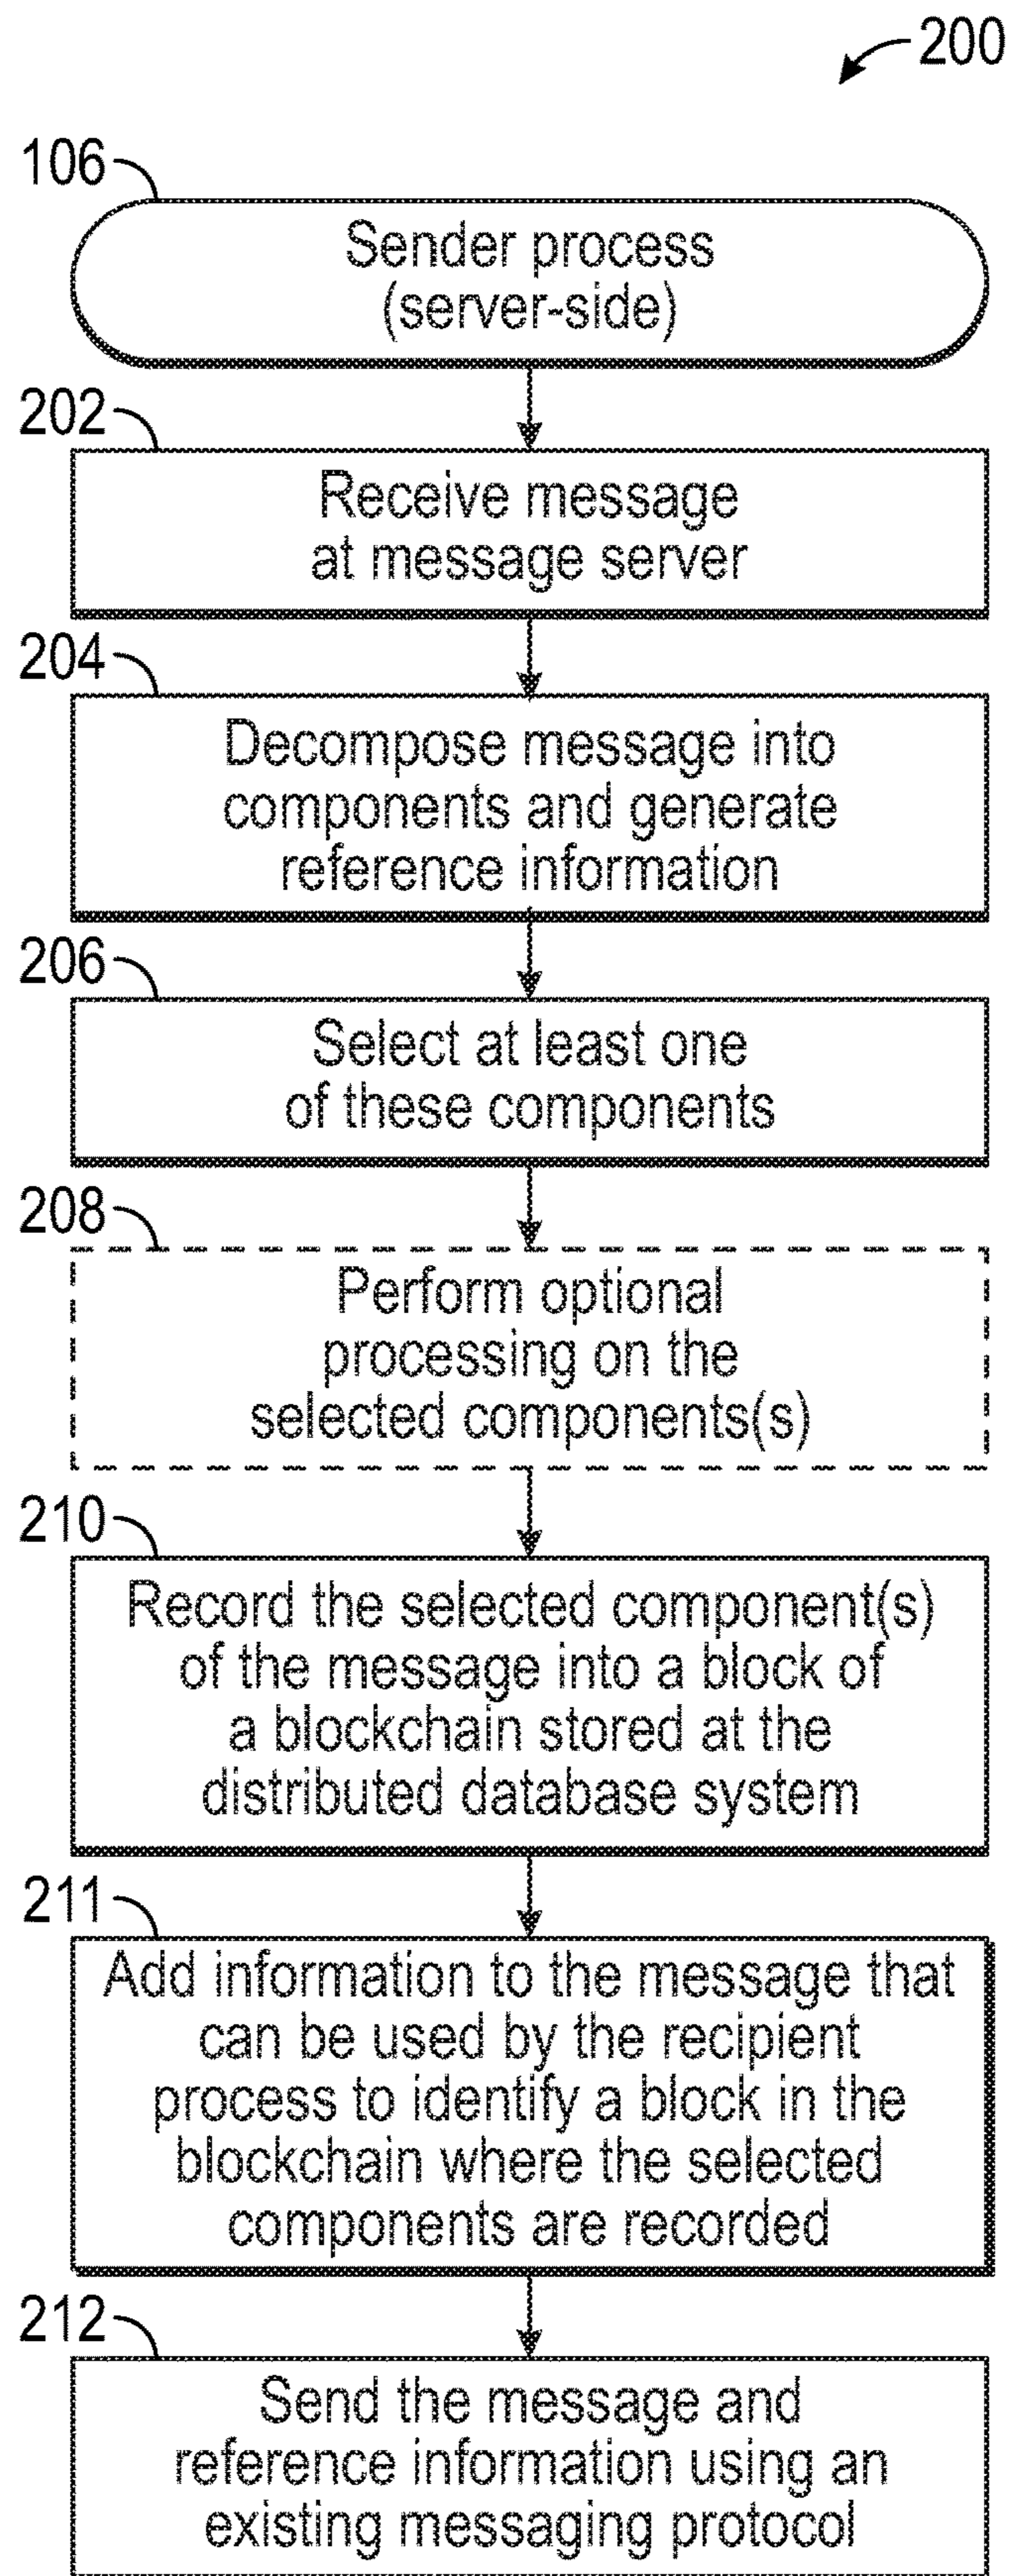 200
106
Sender process
(server-side)
202
Receive message
at message server
204
Decompose message into
components and generate
reference information
206
Select at least one
of these components
208
Perform optional
processing on the
selected components(s)
210
Record the selected component(s)
of the message into a block of
a blockchain stored at the
distributed database system
211
Add information to the message that
can be used by the recipient
process to identify a block in the
blockchain where the selected
components are recorded
212
Send the message and
reference information using an
existing messaging protocol